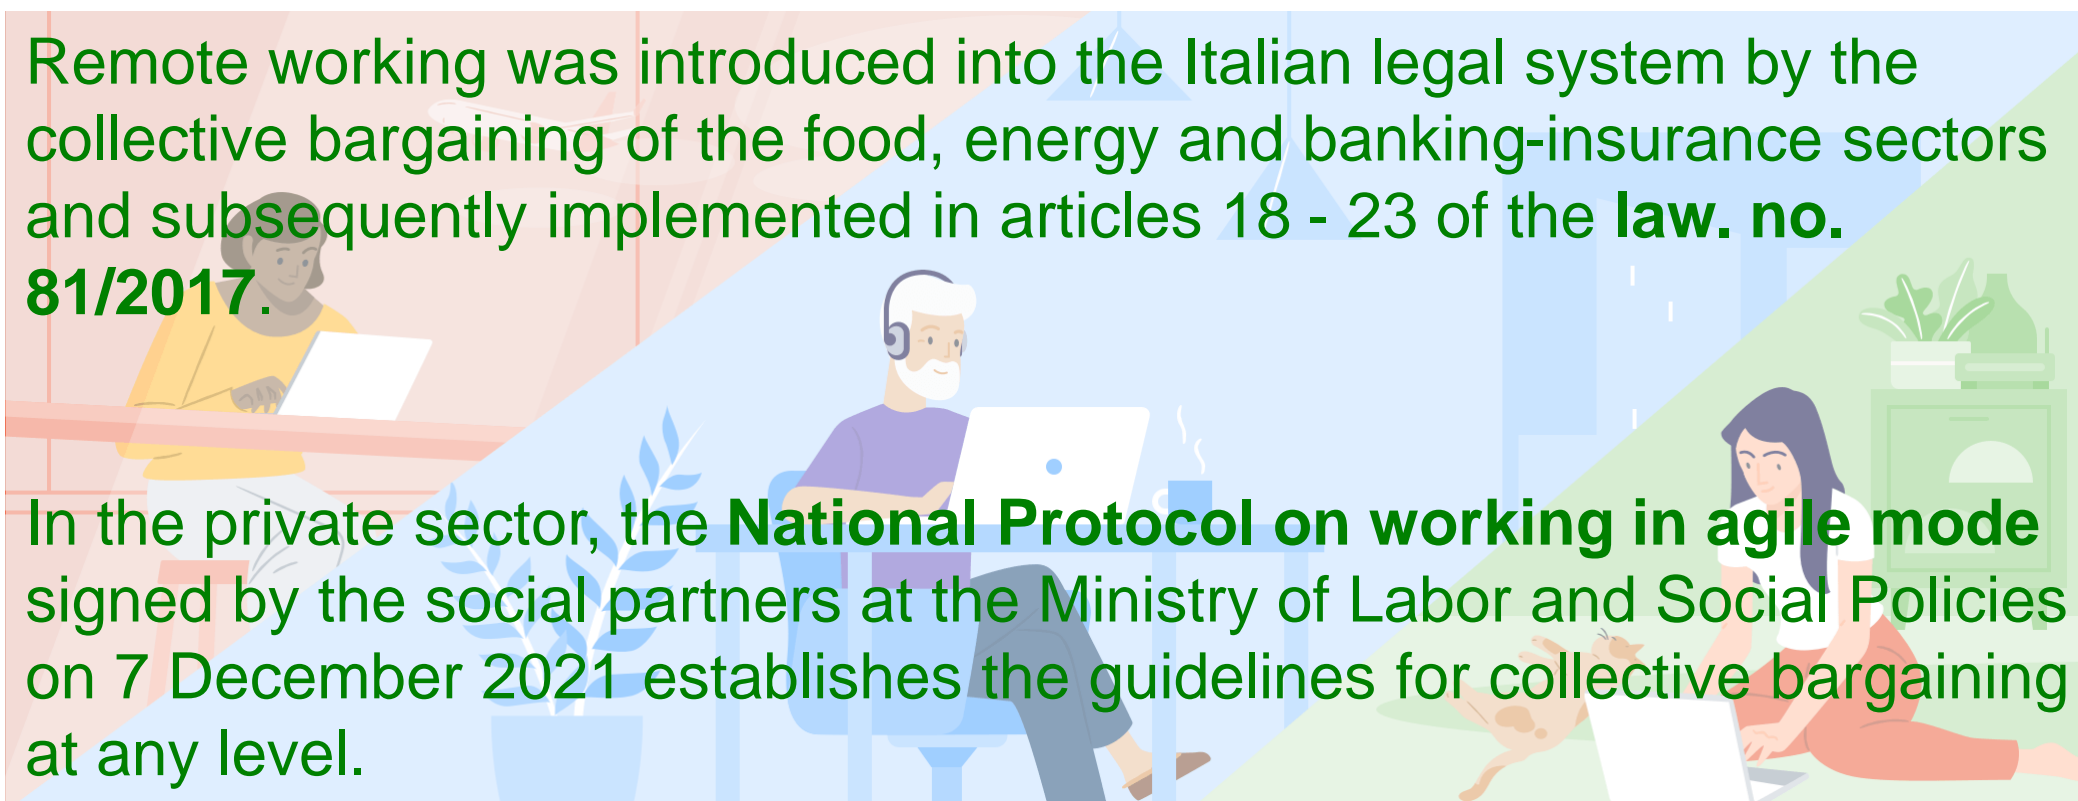 Remote working was introduced into the Italian legal system by the
collective bargaining of the food, energy and banking-insurance sectors
and subsequently implemented in articles 18 - 23 of the law. no.
81/2017.
In the private sector, the National Protocol on working in agile mode
signed by the social partners at the Ministry of Labor and Social Policies
on 7 December 2021 establishes the guidelines for collective bargaining
at any level.